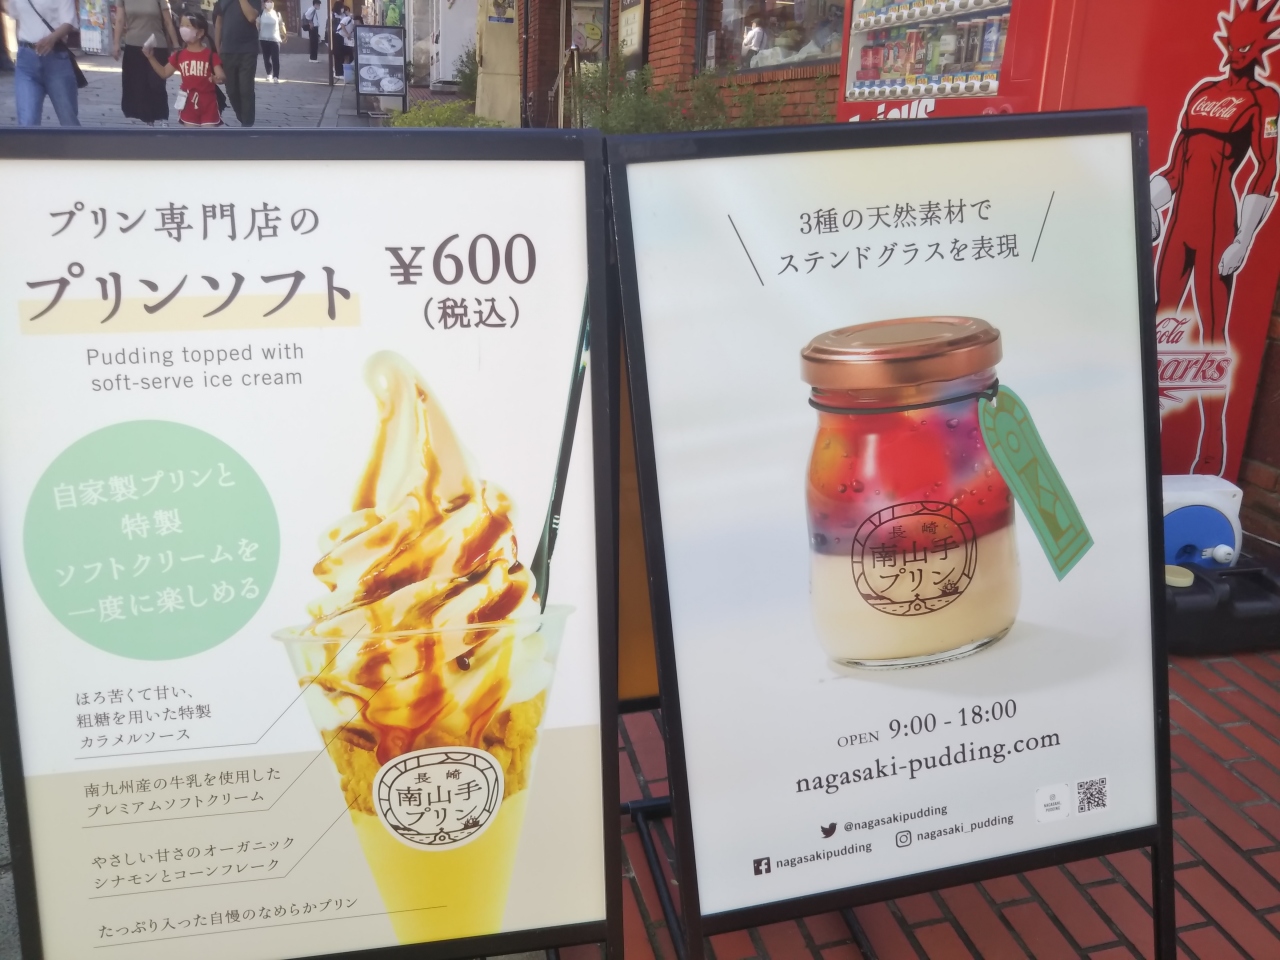 YEAH!
プリン専門店の
プリンソフト
¥600
(税込)
Pudding topped with
soft-serve ice cream
自家製プリンと
特製
ソフトクリームを
一度に楽しめる
ほろ苦くて甘い、
粗糖を用いた特製
カラメルソース
南九州産の牛乳を使用した
プレミアムソフトクリーム
やさしい甘さのオーガニック
シナモンとコーンフレーク
たっぷり入った自慢のなめらかプリン
長崎
南山手
プリン
3種の天然素材で
ステンドグラスを表現
長崎
南山手
プリン
OPEN 9:00 - 18:00
nagasaki-pudding.com
@nagasakipudding
nagasakipudding
nagasaki_pudding
Coca-Cola